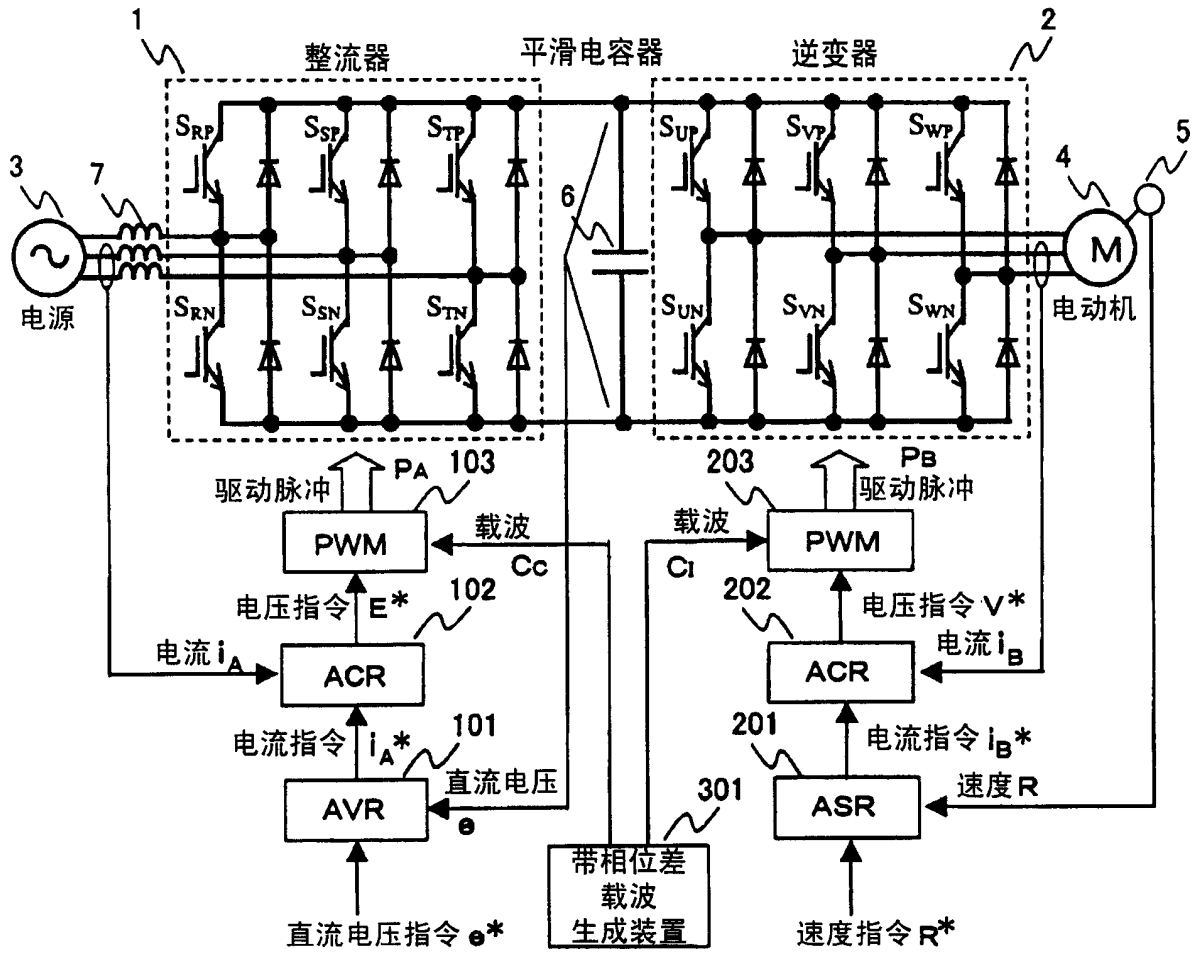 1
整流器
平滑电容器
逆变器
2
S_RP
S_SP
S_TP
S_UP
S_VP
S_WP
5
3
7
6
4
M
电源
S_RN
S_SN
S_TN
S_UN
S_VN
S_WN
电动机
驱动脉冲
P_A
103
203
P_B
驱动脉冲
PWM
载波
C_C
载波
C_I
PWM
电压指令 E*
102
202
电压指令 V*
电流 i_A
ACR
ACR
电流 i_B
电流指令 i_A*
101
201
电流指令 i_B*
AVR
直流电压
e
301
ASR
速度 R
带相位差
载波
生成装置
直流电压指令 e*
速度指令 R*